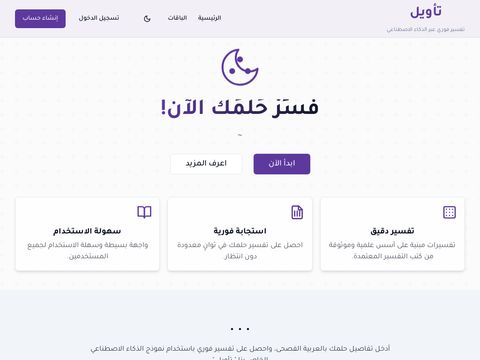 تأويل
تفسير فوري عبر الذكاء الاصطناعي
الرئيسية
الباقات
تسجيل الدخول
إنشاء حساب
فسرَ حَلمَك الآن!
~
ابدأ الآن
اعرف المزيد
تفسير دقيق
تفسيرات مبنية على أسس علمية وموثوقة
من كتب التفسير المعتمدة.
استجابة فورية
احصل على تفسير حلمك في ثوانٍ معدودة
دون انتظار.
سهولة الاستخدام
واجهة بسيطة وسهلة الاستخدام لجميع
المستخدمين.
...
أدخل تفاصيل حلمك بالعربية الفصحى، واحصل على تفسير فوري باستخدام نموذج الذكاء الاصطناعي